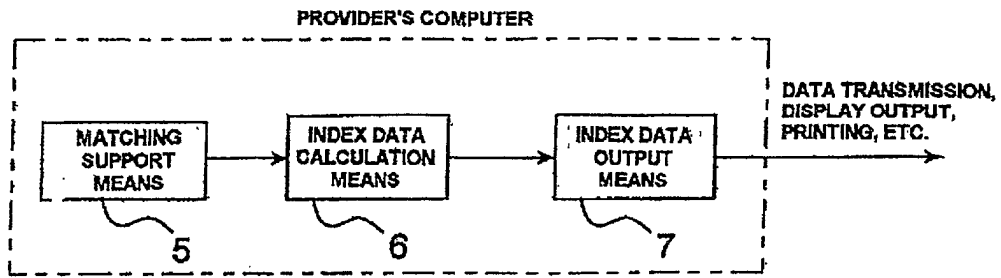 PROVIDER'S COMPUTER
DATA TRANSMISSION,
DISPLAY OUTPUT,
PRINTING, ETC.
MATCHING
SUPPORT
MEANS
INDEX DATA
CALCULATION
MEANS
INDEX DATA
OUTPUT
MEANS
5
6
7